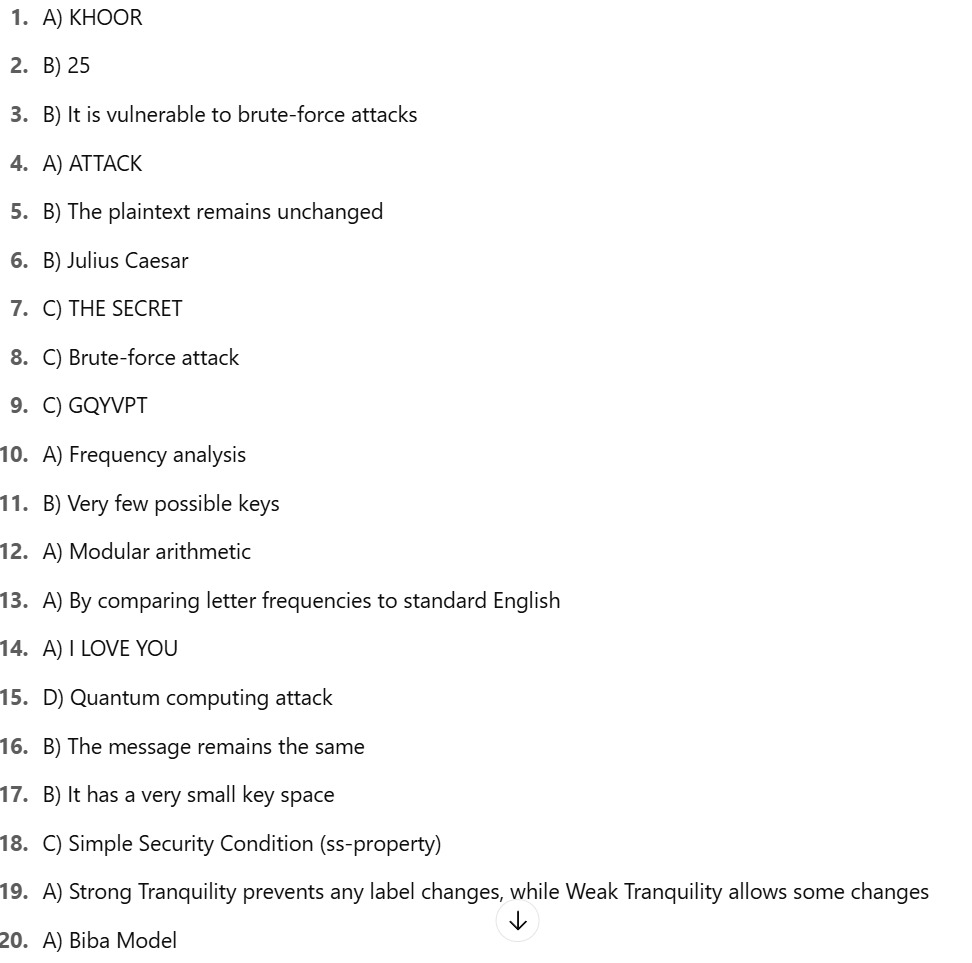 1. A) KHOOR
2. B) 25
3. B) It is vulnerable to brute-force attacks
4. A) ATTACK
5. B) The plaintext remains unchanged
6. B) Julius Caesar
7. C) THE SECRET
8. C) Brute-force attack
9. C) GQYVPT
10. A) Frequency analysis
11. B) Very few possible keys
12. A) Modular arithmetic
13. A) By comparing letter frequencies to standard English
14. A) I LOVE YOU
15. D) Quantum computing attack
16. B) The message remains the same
17. B) It has a very small key space
18. C) Simple Security Condition (ss-property)
19. A) Strong Tranquility prevents any label changes, while Weak Tranquility allows some changes
20. A) Biba Model